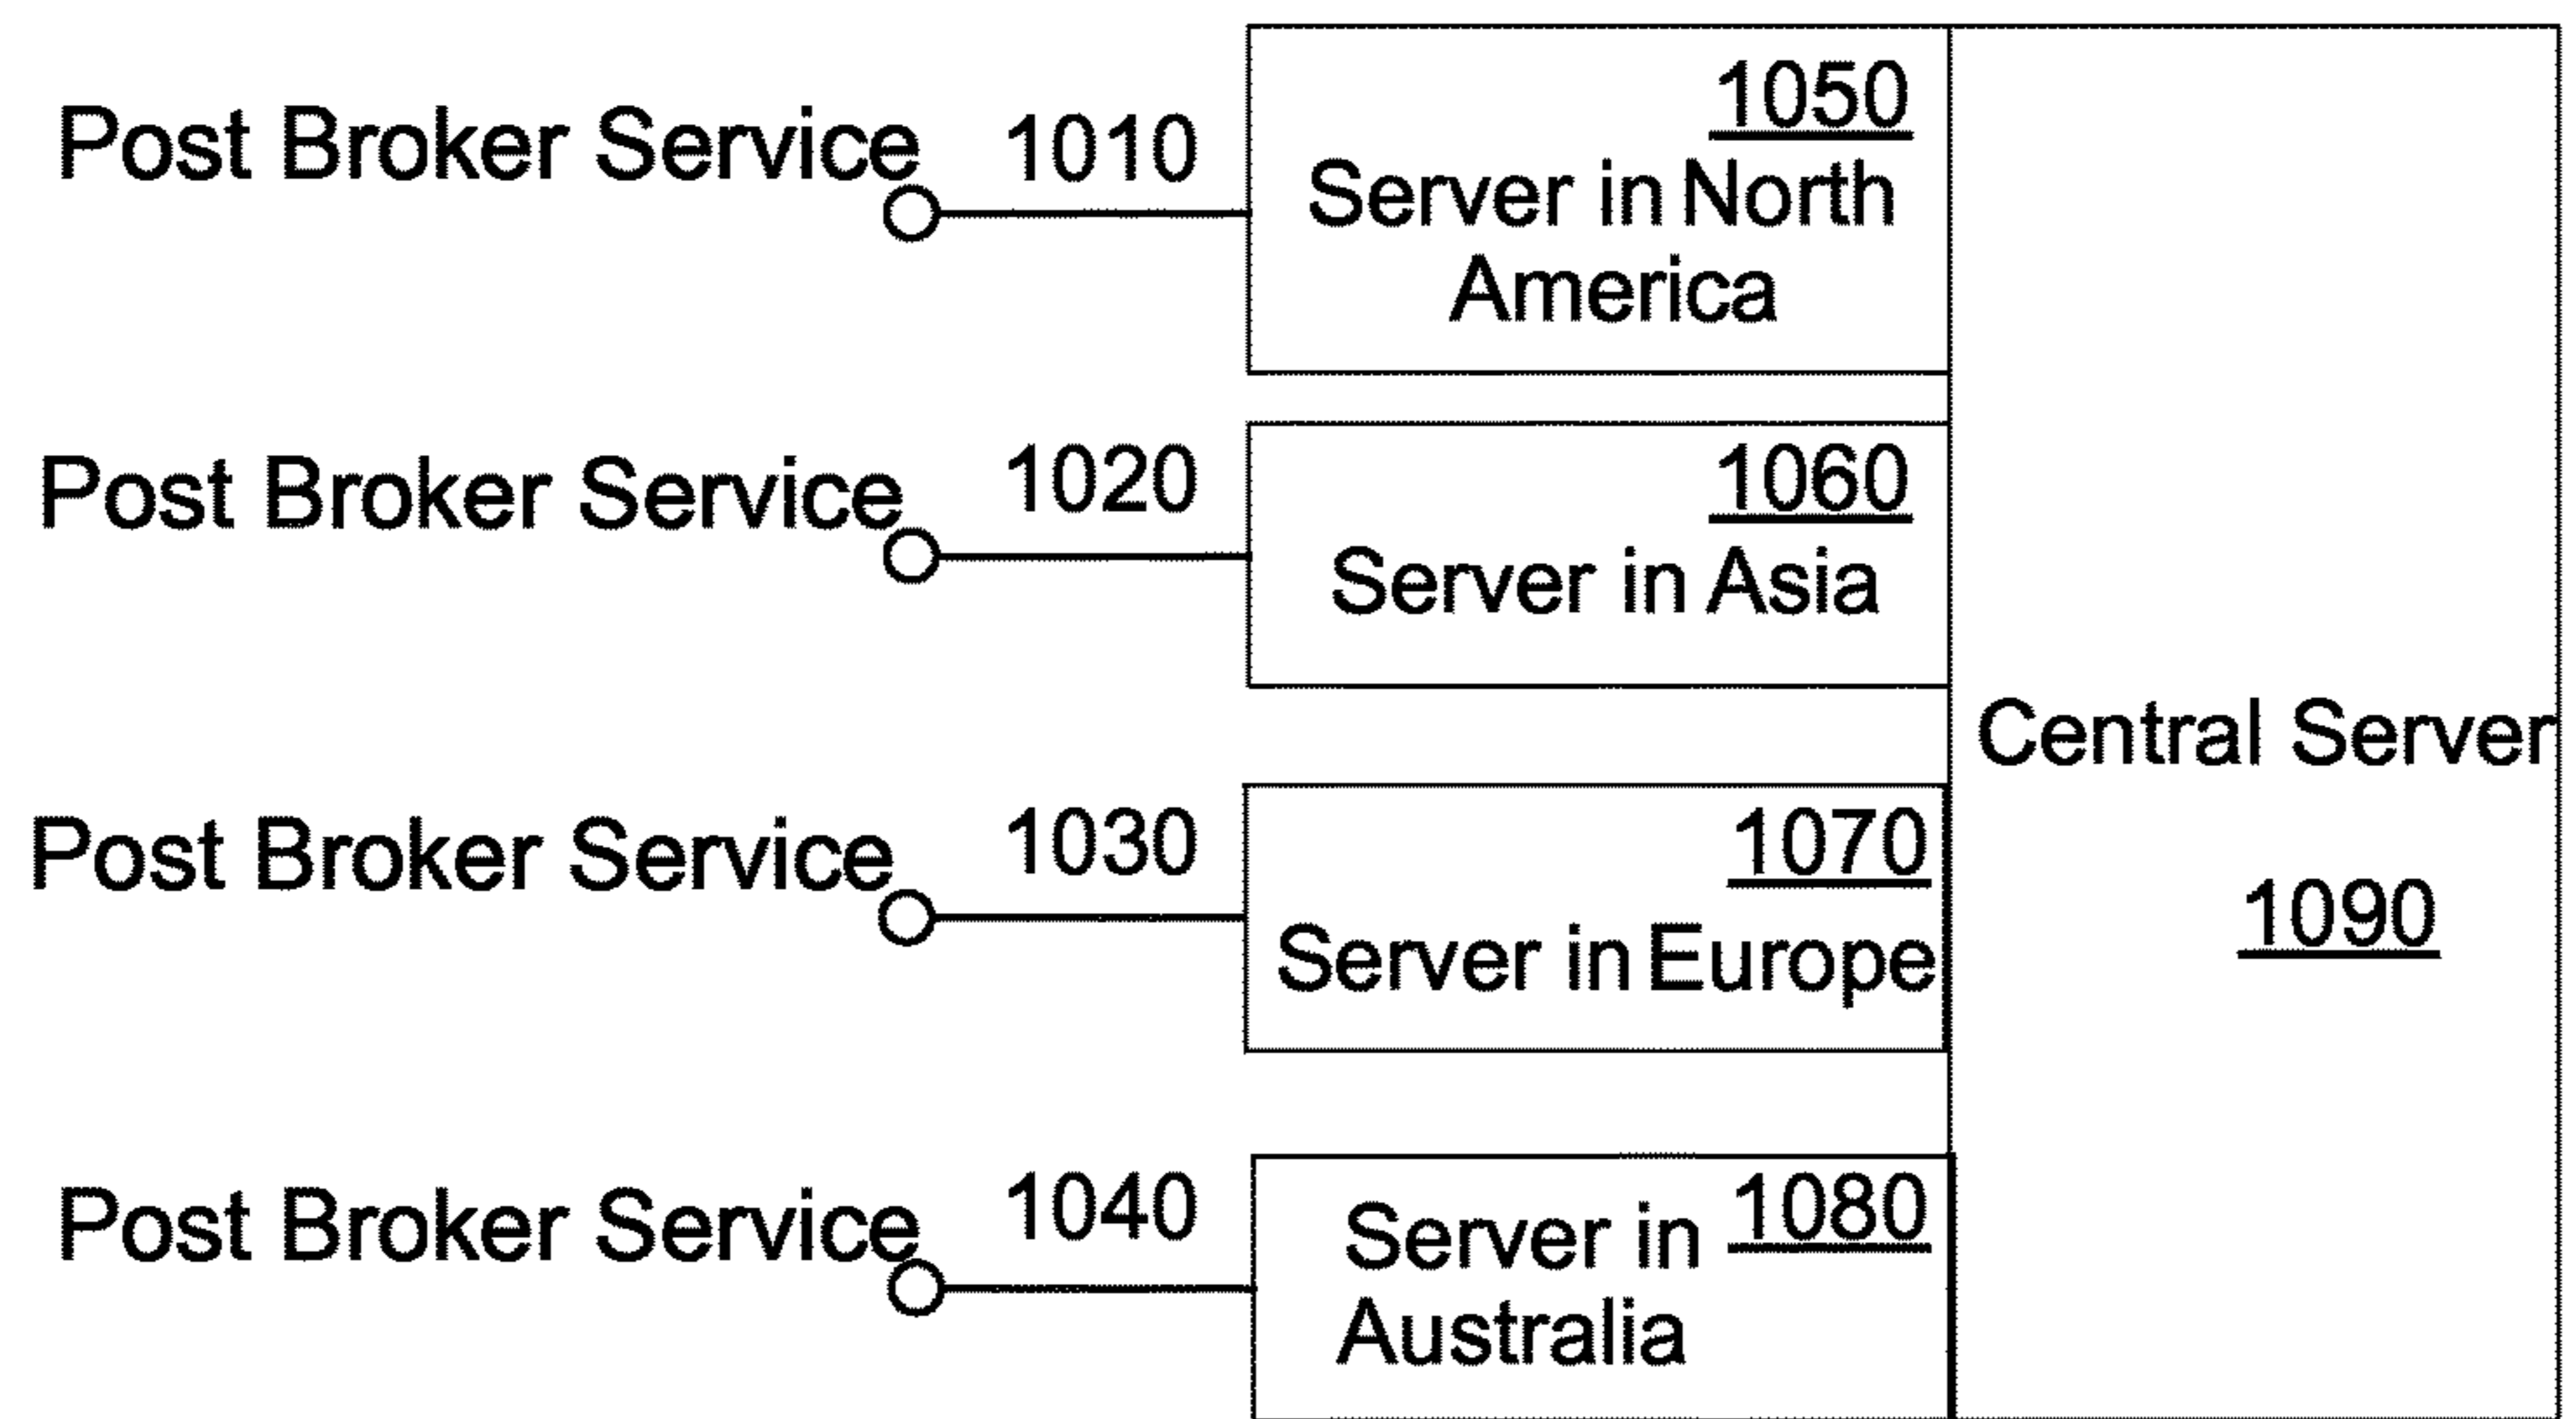 Post Broker Service
1010
1050
Server in North
America
Post Broker Service
1020
1060
Server in Asia
Central Server
1090
Post Broker Service
1030
1070
Server in Europe
Post Broker Service
1040
1080
Server in
Australia